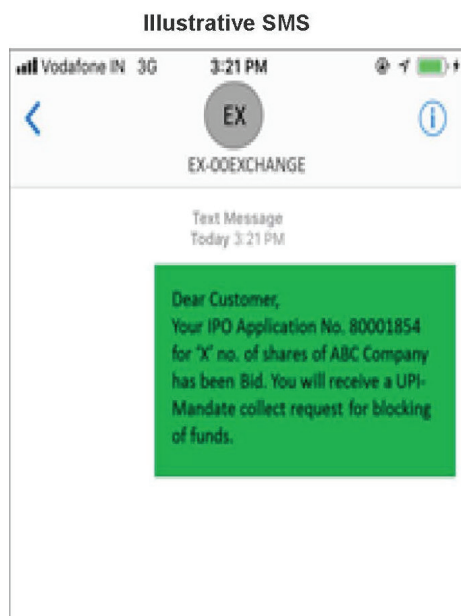 Illustrative SMS
Vodafone IN 3G 3:21 PM
EX
EX-00EXCHANGE
Text Message
Today 3:21 PM
Dear Customer,
Your IPO Application No. 80001854
for "X" no. of shares of ABC Company
has been Bid. You will receive a UPI-
Mandate collect request for blocking
of funds.